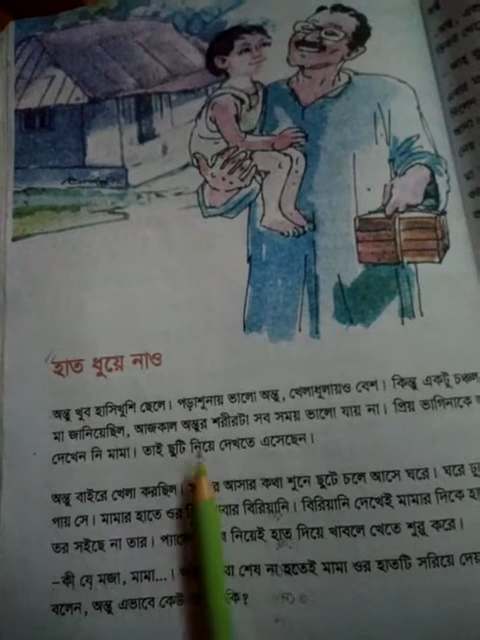 হাত ধুয়ে নাও
অন্তু খুব হাসিখুশি ছেলে। পড়াশুনায় ভালো অন্তু, খেলাধূলায়ও বেশ। কিন্তু একটু চঞ্চল
মা জানিয়েছিল, আজকাল অন্তুর শরীরটা সব সময় ভালো যায় না। প্রিয় ভাগিনাকে
দেখেন নি মামা। তাই ছুটি নিয়ে দেখতে এসেছেন।
অন্তু বাইরে খেলা করছিল। আসার কথা শুনে ছুটে চলে আসে ঘরে। ঘরে
পায় সে। মামার হাতে ওর বিরিয়ানি। বিরিয়ানি দেখেই মামার দিকে
তর সইছে না তার। নিয়েই হাত দিয়ে খাবলে খেতে শুরু করে।
–কী যে মজা, মামা...। শেষ না হতেই মামা ওর হাতটি সরিয়ে
বলেন, অন্তু এভাবে কেউ কি?